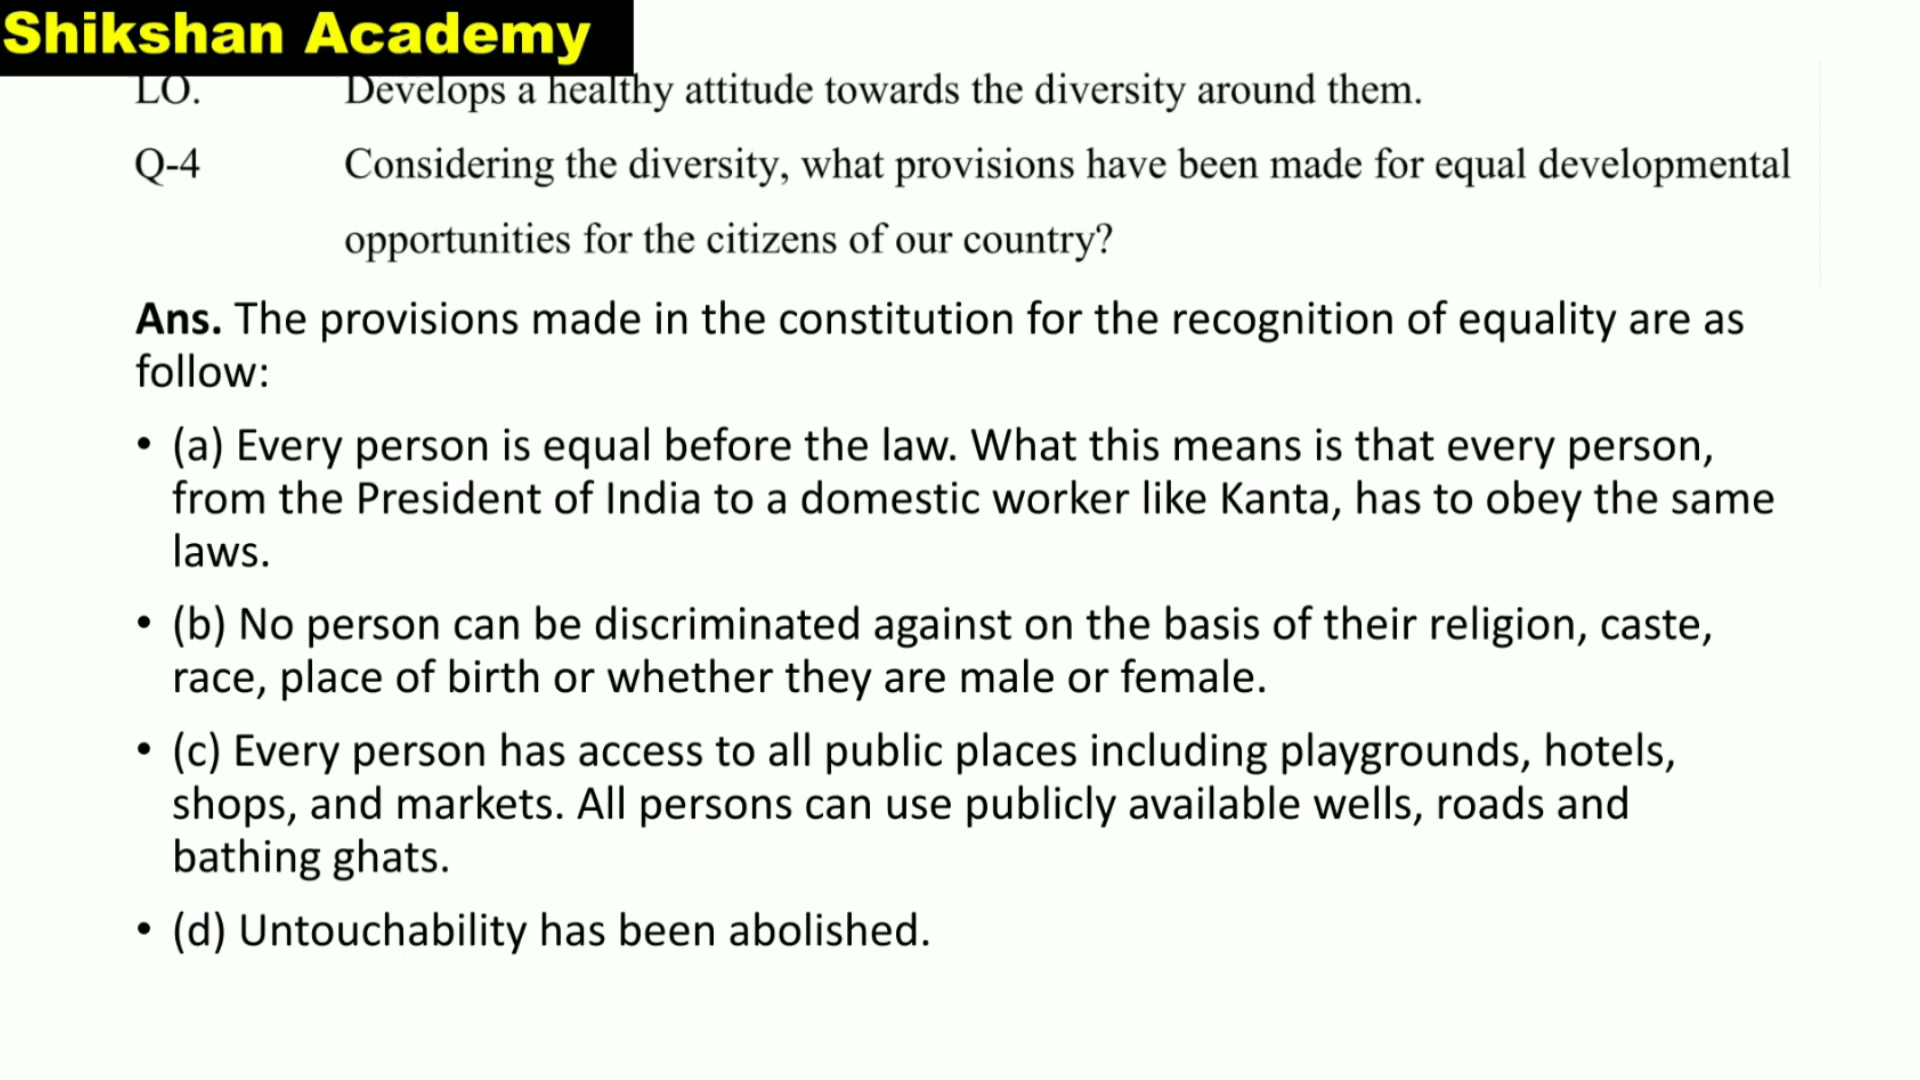 Shikshan Academy
LO. Develops a healthy attitude towards the diversity around them.
Q-4 Considering the diversity, what provisions have been made for equal developmental
opportunities for the citizens of our country?
Ans. The provisions made in the constitution for the recognition of equality are as
follow:
• (a) Every person is equal before the law. What this means is that every person,
from the President of India to a domestic worker like Kanta, has to obey the same
laws.
• (b) No person can be discriminated against on the basis of their religion, caste,
race, place of birth or whether they are male or female.
• (c) Every person has access to all public places including playgrounds, hotels,
shops, and markets. All persons can use publicly available wells, roads and
bathing ghats.
• (d) Untouchability has been abolished.